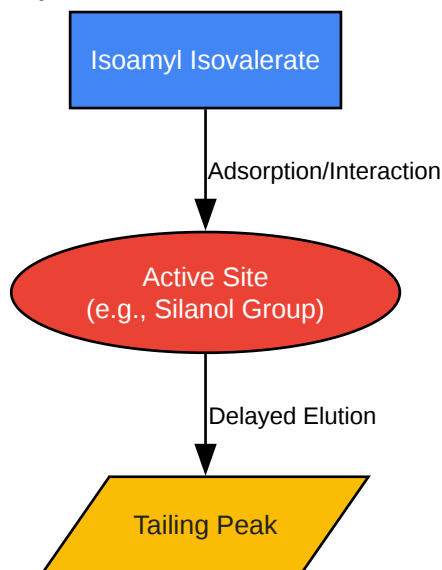 Isoamyl Isovalerate
Adsorption/Interaction
Active Site
(e.g., Silanol Group)
Delayed Elution
Tailing Peak